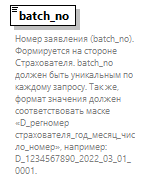 batch_no
Номер заявления (batch_no).
Формируется на стороне
Страхователя. batch_no
должен быть уникальным по
каждому запросу. Так же,
формат значения должен
соответствовать маске
«D_регномер
страхователя_год_месяц_чис
ло_номер», например:
D_1234567890_2022_03_01_
0001.